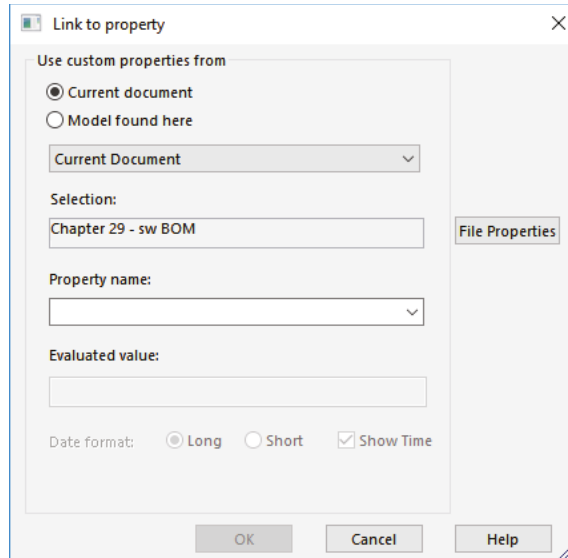 Link to property
Use custom properties from
Current document
Model found here
Current Document
Selection:
Chapter 29 - sw BOM
File Properties
Property name:
Evaluated value:
Date format: Long Short Show Time
OK Cancel Help